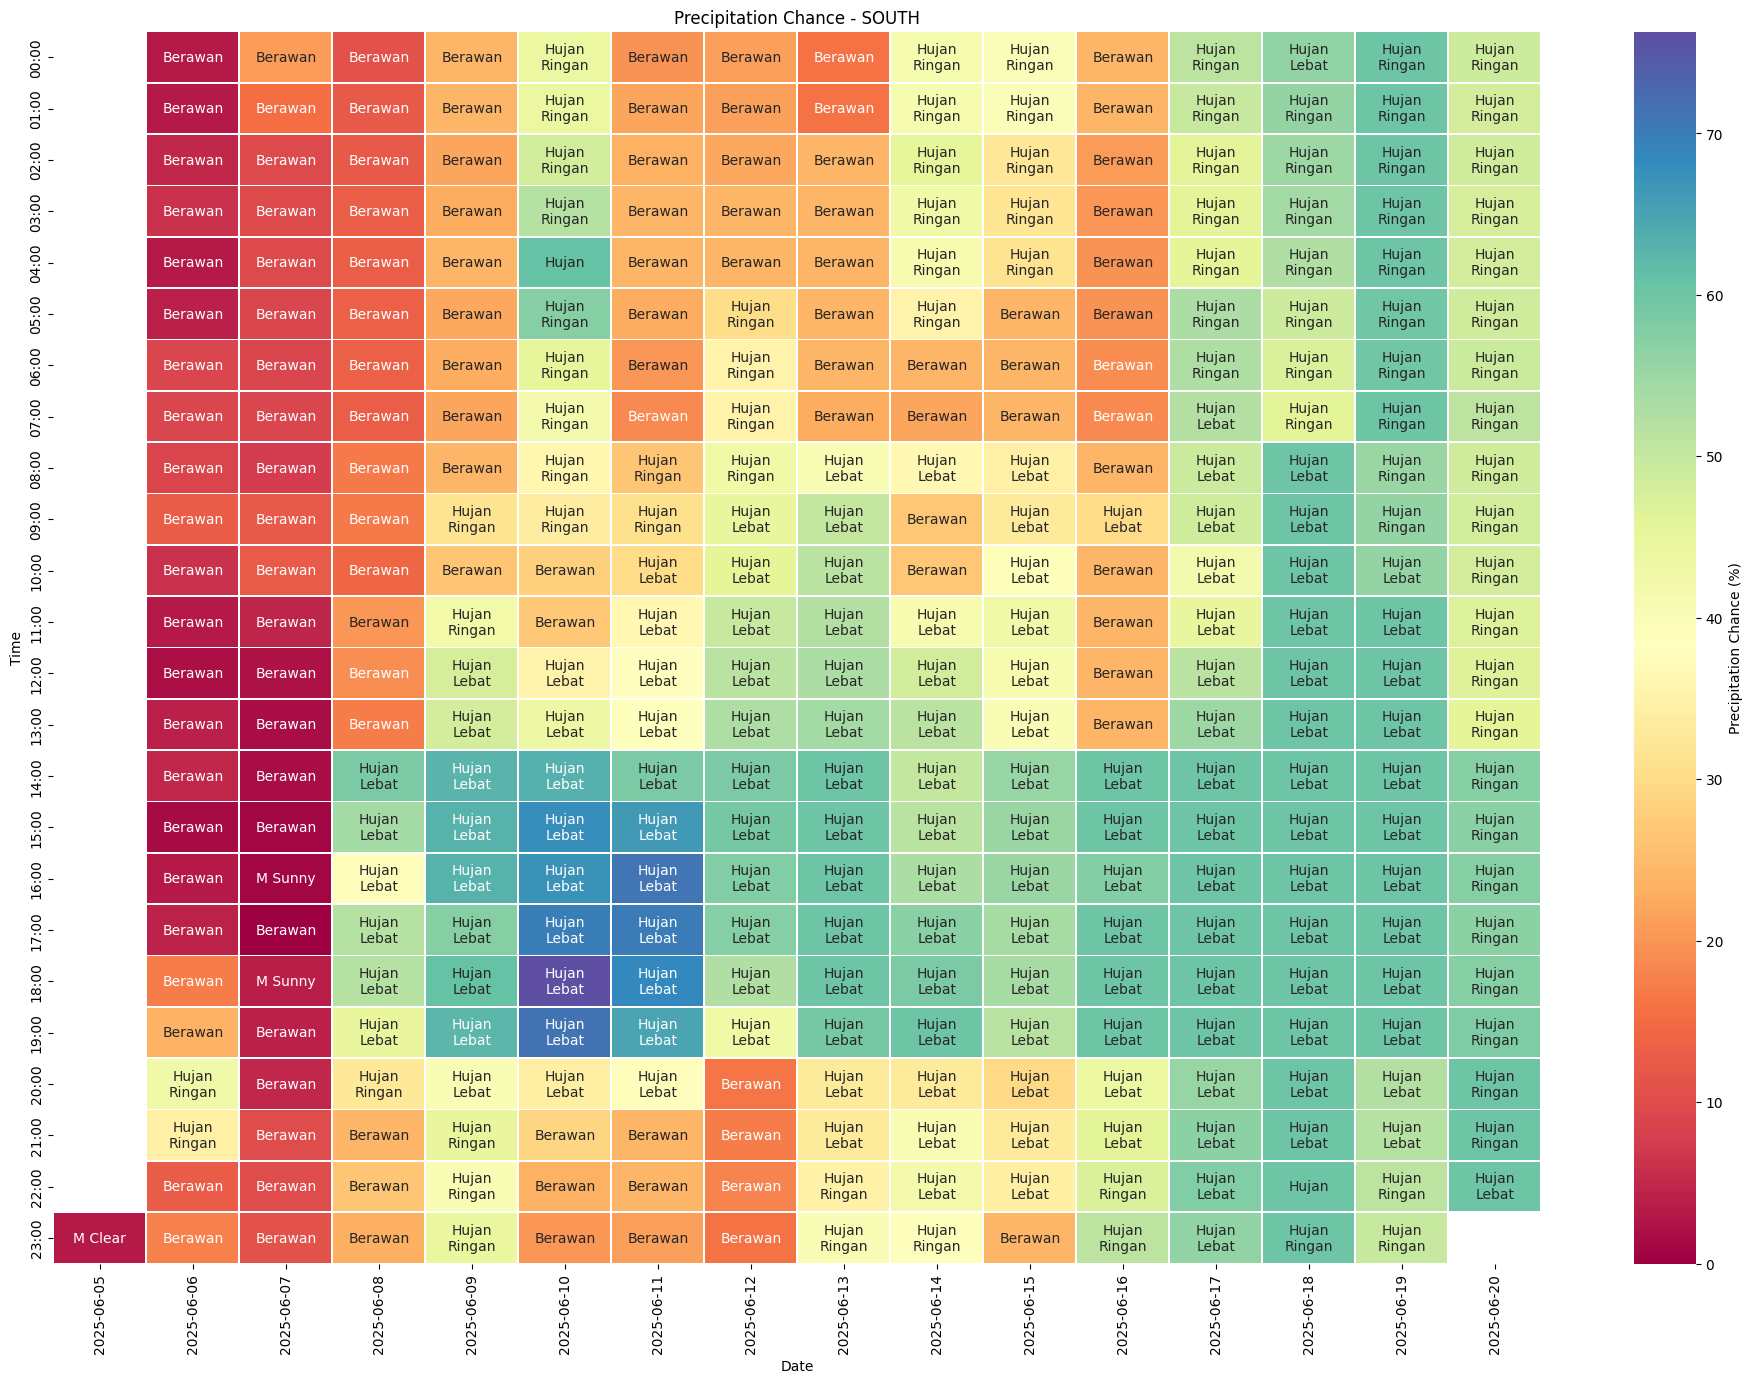 Precipitation Chance - SOUTH
00:00 Berawan Berawan Berawan Berawan Hujan Ringan Berawan Berawan Berawan Hujan Ringan Hujan Ringan Berawan Hujan Ringan Hujan Lebat Hujan Ringan Hujan Ringan
01:00 Berawan Berawan Berawan Berawan Hujan Ringan Berawan Berawan Berawan Hujan Ringan Hujan Ringan Berawan Hujan Ringan Hujan Ringan Hujan Ringan Hujan Ringan
02:00 Berawan Berawan Berawan Berawan Hujan Ringan Berawan Berawan Berawan Hujan Ringan Hujan Ringan Berawan Hujan Ringan Hujan Ringan Hujan Ringan Hujan Ringan
03:00 Berawan Berawan Berawan Berawan Hujan Ringan Berawan Berawan Berawan Hujan Ringan Hujan Ringan Berawan Hujan Ringan Hujan Ringan Hujan Ringan Hujan Ringan
04:00 Berawan Berawan Berawan Berawan Hujan Berawan Berawan Berawan Hujan Ringan Hujan Ringan Berawan Hujan Ringan Hujan Ringan Hujan Ringan Hujan Ringan
05:00 Berawan Berawan Berawan Berawan Hujan Ringan Berawan Hujan Ringan Berawan Hujan Ringan Berawan Berawan Hujan Ringan Hujan Ringan Hujan Ringan Hujan Ringan
06:00 Berawan Berawan Berawan Berawan Hujan Ringan Berawan Hujan Ringan Berawan Berawan Berawan Berawan Hujan Ringan Hujan Ringan Hujan Ringan Hujan Ringan
07:00 Berawan Berawan Berawan Berawan Hujan Ringan Berawan Hujan Ringan Berawan Berawan Berawan Berawan Hujan Lebat Hujan Ringan Hujan Ringan Hujan Ringan
08:00 Berawan Berawan Berawan Berawan Hujan Ringan Hujan Ringan Hujan Ringan Hujan Lebat Hujan Lebat Hujan Lebat Berawan Hujan Lebat Hujan Lebat Hujan Ringan Hujan Ringan
09:00 Berawan Berawan Berawan Hujan Ringan Hujan Ringan Hujan Ringan Hujan Lebat Hujan Lebat Berawan Hujan Lebat Hujan Lebat Hujan Lebat Hujan Lebat Hujan Ringan Hujan Ringan
10:00 Berawan Berawan Berawan Berawan Berawan Hujan Lebat Hujan Lebat Hujan Lebat Berawan Hujan Lebat Berawan Hujan Lebat Hujan Lebat Hujan Lebat Hujan Ringan
11:00 Berawan Berawan Berawan Hujan Ringan Berawan Hujan Lebat Hujan Lebat Hujan Lebat Hujan Lebat Hujan Lebat Berawan Hujan Lebat Hujan Lebat Hujan Lebat Hujan Ringan
12:00 Berawan Berawan Berawan Hujan Lebat Hujan Lebat Hujan Lebat Hujan Lebat Hujan Lebat Hujan Lebat Hujan Lebat Berawan Hujan Lebat Hujan Lebat Hujan Lebat Hujan Ringan
13:00 Berawan Berawan Berawan Hujan Lebat Hujan Lebat Hujan Lebat Hujan Lebat Hujan Lebat Hujan Lebat Hujan Lebat Berawan Hujan Lebat Hujan Lebat Hujan Lebat Hujan Ringan
14:00 Berawan Berawan Hujan Lebat Hujan Lebat Hujan Lebat Hujan Lebat Hujan Lebat Hujan Lebat Hujan Lebat Hujan Lebat Hujan Lebat Hujan Lebat Hujan Lebat Hujan Lebat Hujan Ringan
15:00 Berawan Berawan Hujan Lebat Hujan Lebat Hujan Lebat Hujan Lebat Hujan Lebat Hujan Lebat Hujan Lebat Hujan Lebat Hujan Lebat Hujan Lebat Hujan Lebat Hujan Lebat Hujan Ringan
16:00 Berawan M Sunny Hujan Lebat Hujan Lebat Hujan Lebat Hujan Lebat Hujan Lebat Hujan Lebat Hujan Lebat Hujan Lebat Hujan Lebat Hujan Lebat Hujan Lebat Hujan Lebat Hujan Ringan
17:00 Berawan Berawan Hujan Lebat Hujan Lebat Hujan Lebat Hujan Lebat Hujan Lebat Hujan Lebat Hujan Lebat Hujan Lebat Hujan Lebat Hujan Lebat Hujan Lebat Hujan Lebat Hujan Ringan
18:00 Berawan M Sunny Hujan Lebat Hujan Lebat Hujan Lebat Hujan Lebat Hujan Lebat Hujan Lebat Hujan Lebat Hujan Lebat Hujan Lebat Hujan Lebat Hujan Lebat Hujan Lebat Hujan Ringan
19:00 Berawan Berawan Hujan Lebat Hujan Lebat Hujan Lebat Hujan Lebat Hujan Lebat Hujan Lebat Hujan Lebat Hujan Lebat Hujan Lebat Hujan Lebat Hujan Lebat Hujan Lebat Hujan Ringan
20:00 Hujan Ringan Berawan Hujan Ringan Hujan Lebat Hujan Lebat Hujan Lebat Berawan Hujan Lebat Hujan Lebat Hujan Lebat Hujan Lebat Hujan Lebat Hujan Lebat Hujan Lebat Hujan Ringan
21:00 Hujan Ringan Berawan Berawan Hujan Ringan Berawan Berawan Berawan Hujan Lebat Hujan Lebat Hujan Lebat Hujan Lebat Hujan Lebat Hujan Lebat Hujan Lebat Hujan Ringan
22:00 Berawan Berawan Berawan Hujan Ringan Berawan Berawan Berawan Hujan Ringan Hujan Lebat Hujan Lebat Hujan Ringan Hujan Lebat Hujan Hujan Ringan Hujan Lebat
23:00 M Clear Berawan Berawan Berawan Hujan Ringan Berawan Berawan Berawan Hujan Ringan Hujan Ringan Berawan Hujan Ringan Hujan Lebat Hujan Ringan Hujan Ringan
Time
2025-06-05 2025-06-06 2025-06-07 2025-06-08 2025-06-09 2025-06-10 2025-06-11 2025-06-12 2025-06-13 2025-06-14 2025-06-15 2025-06-16 2025-06-17 2025-06-18 2025-06-19 2025-06-20
Date
70
60
50
40
30
20
10
0
Precipitation Chance (%)